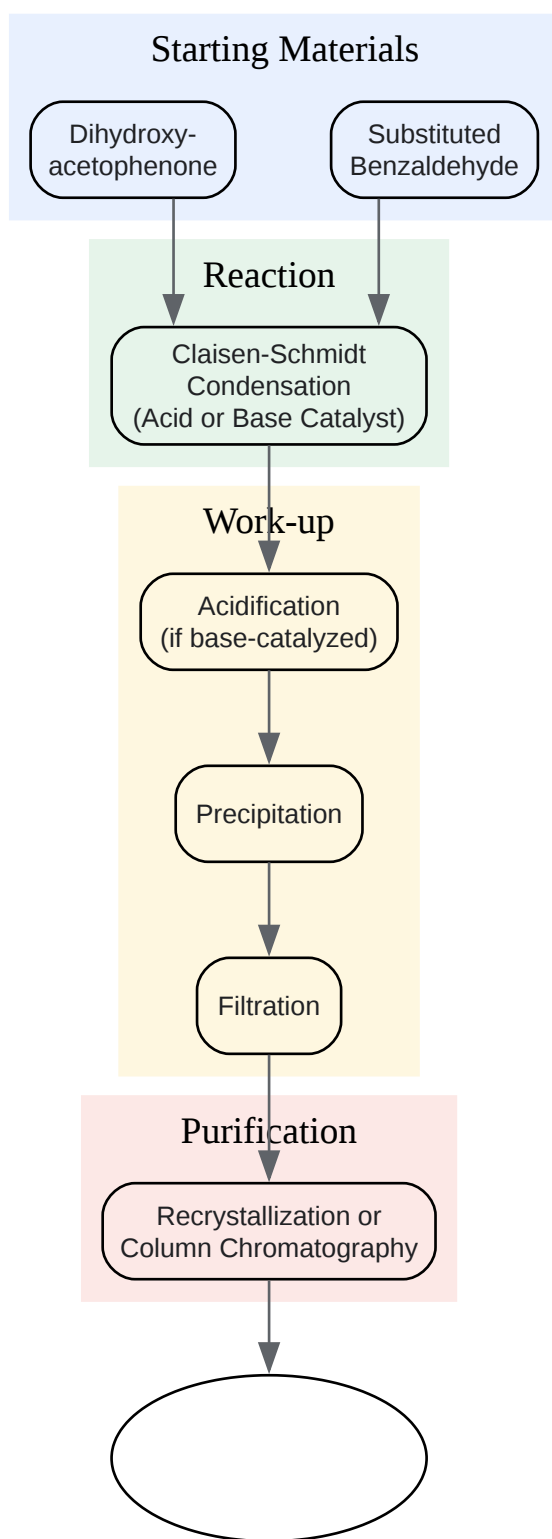 Starting Materials
Dihydroxy-
acetophenone
Substituted
Benzaldehyde
Reaction
Claisen-Schmidt
Condensation
(Acid or Base Catalyst)
Work-up
Acidification
(if base-catalyzed)
Precipitation
Filtration
Purification
Recrystallization or
Column Chromatography